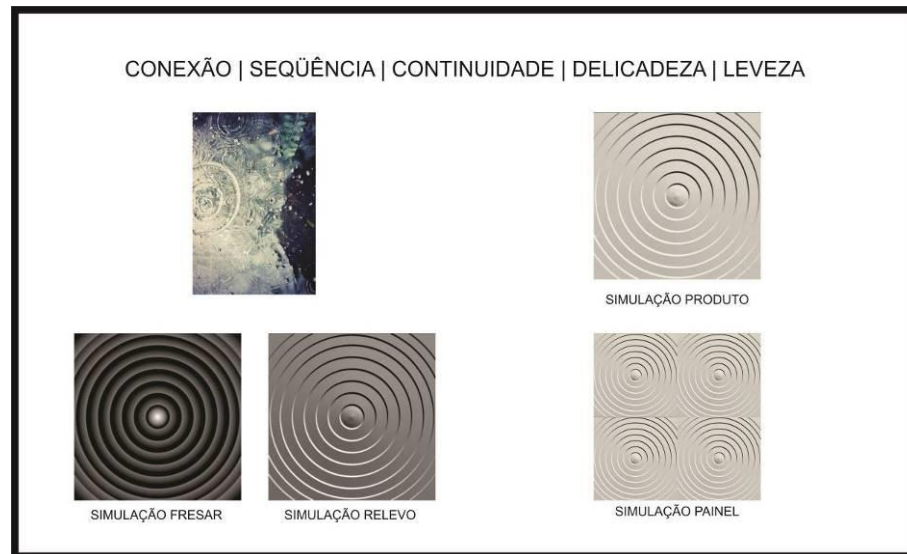 CONEXÃO | SEQÜÊNCIA | CONTINUIDADE | DELICADEZA | LEVEZA
SIMULAÇÃO PRODUTO
SIMULAÇÃO FRESAR
SIMULAÇÃO RELEVO
SIMULAÇÃO PAINEL